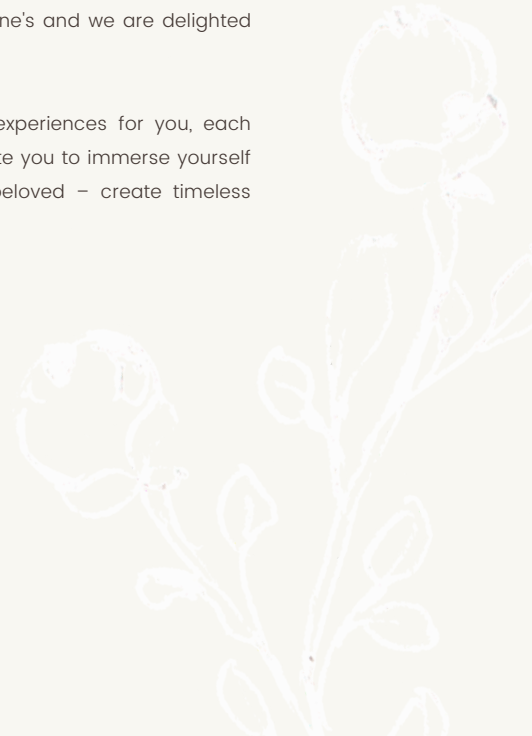 ne's and we are delighted
experiences for you, each
te you to immerse yourself
beloved – create timeless